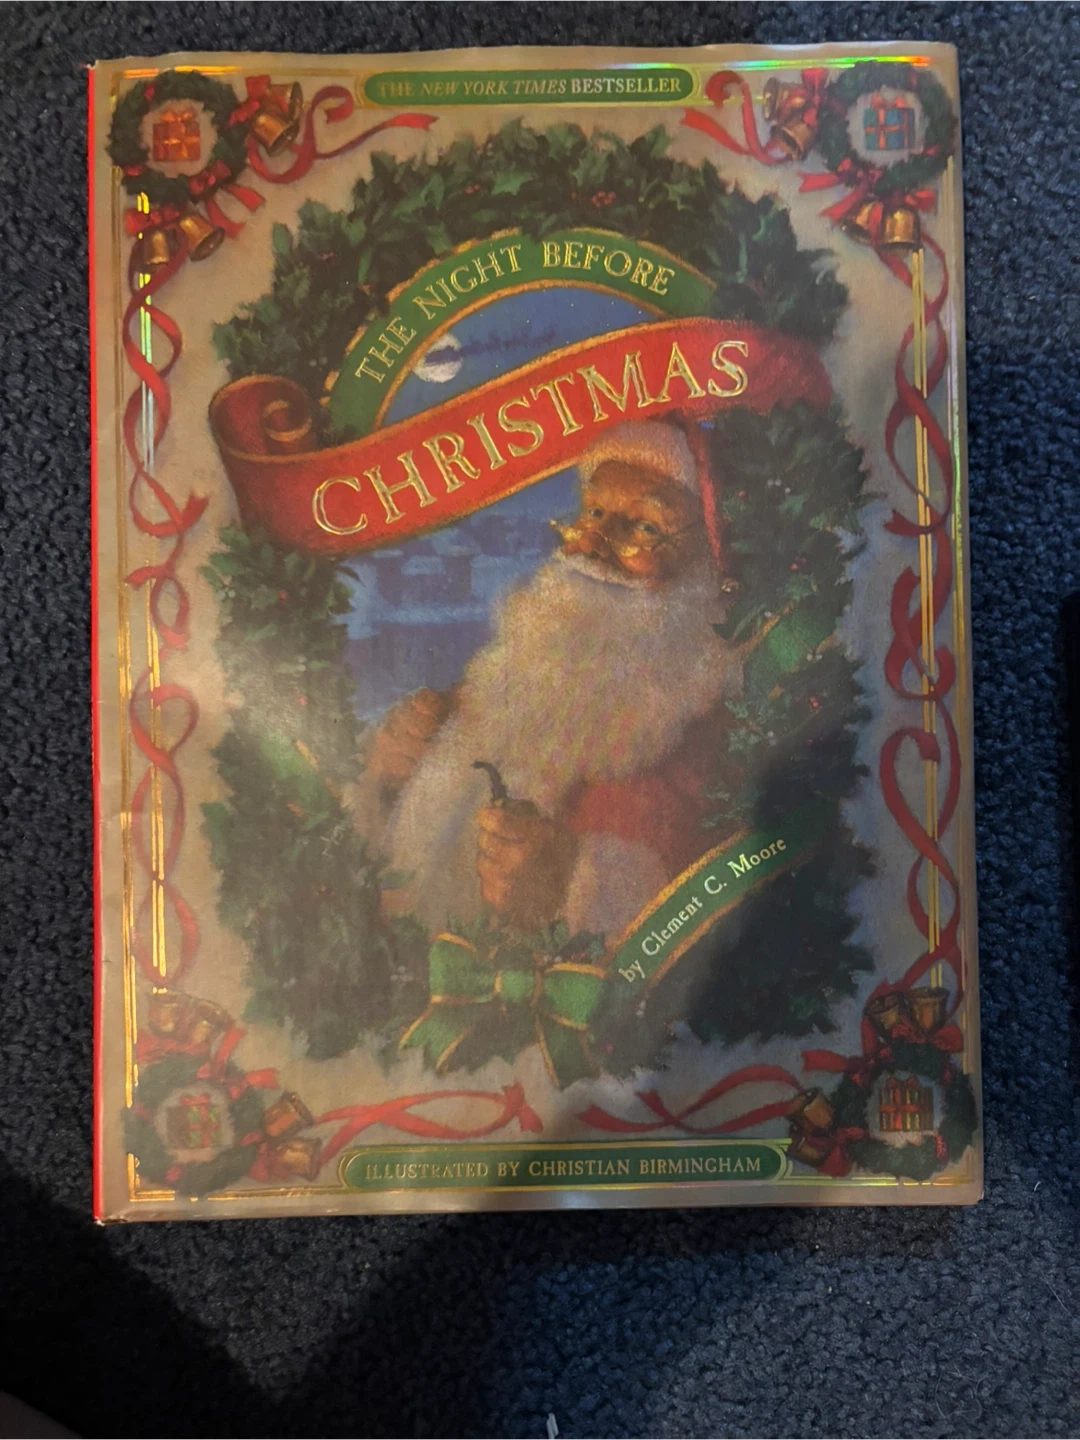 THE NEW YORK TIMES BESTSELLER
THE NIGHT BEFORE
CHRISTMAS
by Clement C. Moore
ILLUSTRATED BY CHRISTIAN BIRMINGHAM